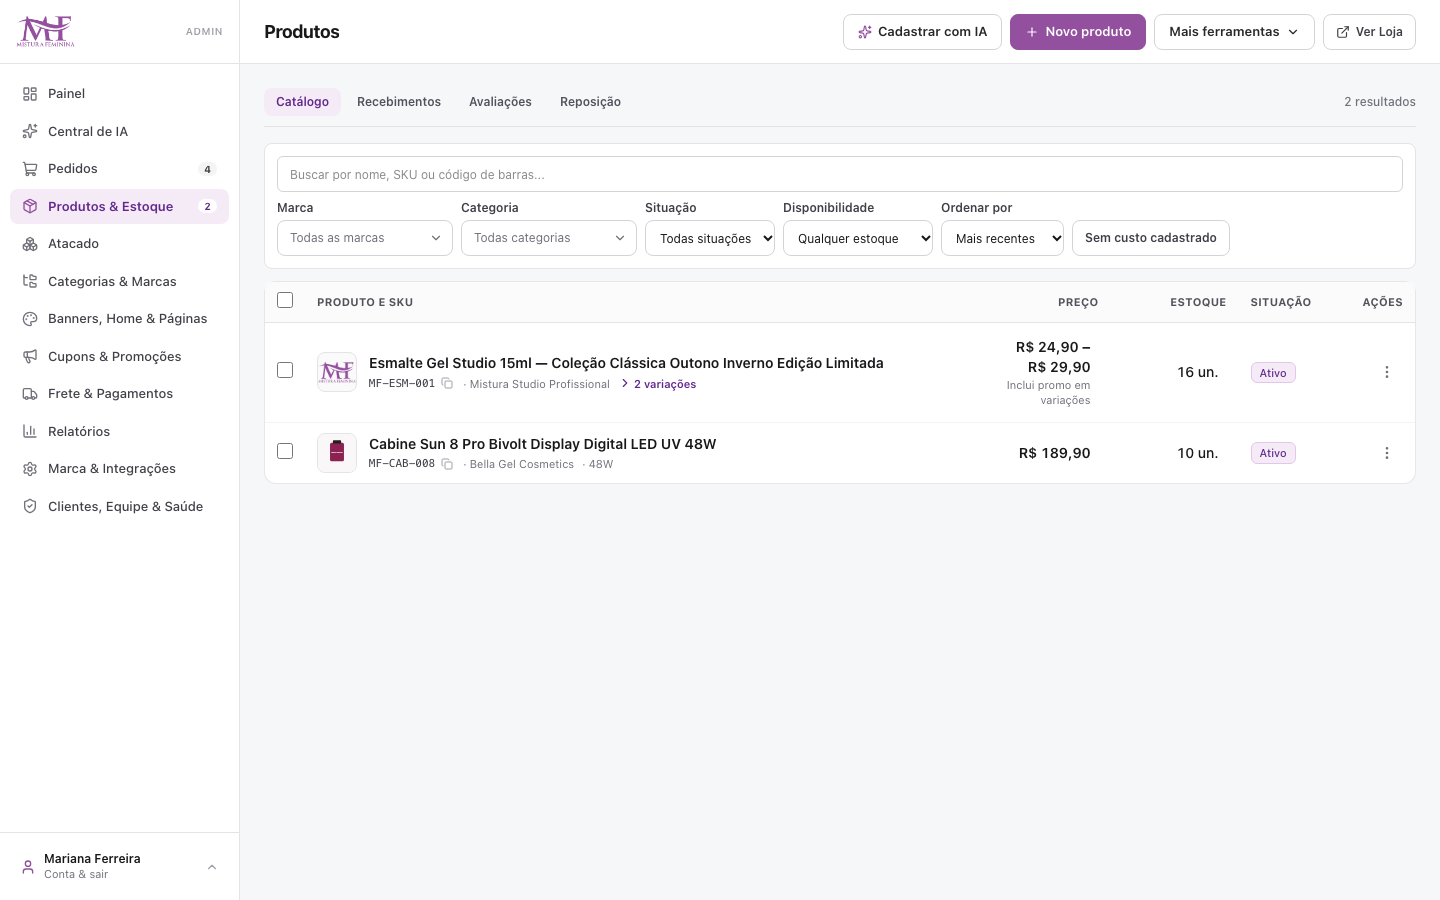 MF
MISTURA FEMININA
ADMIN
Painel
Central de IA
Pedidos 4
Produtos & Estoque 2
Atacado
Categorias & Marcas
Banners, Home & Páginas
Cupons & Promoções
Frete & Pagamentos
Relatórios
Marca & Integrações
Clientes, Equipe & Saúde
Mariana Ferreira
Conta & sair
Produtos
Cadastrar com IA
Novo produto
Mais ferramentas
Ver Loja
Catálogo Recebimentos Avaliações Reposição
2 resultados
Buscar por nome, SKU ou código de barras...
Marca Categoria Situação Disponibilidade Ordenar por
Todas as marcas Todas categorias Todas situações Qualquer estoque Mais recentes Sem custo cadastrado
PRODUTO E SKU PREÇO ESTOQUE SITUAÇÃO AÇÕES
Esmalte Gel Studio 15ml — Coleção Clássica Outono Inverno Edição Limitada
MF-ESM-001 · Mistura Studio Profissional 2 variações
R$ 24,90 –
R$ 29,90
Inclui promo em
variações
16 un.
Ativo
Cabine Sun 8 Pro Bivolt Display Digital LED UV 48W
MF-CAB-008 · Bella Gel Cosmetics · 48W
R$ 189,90
10 un.
Ativo